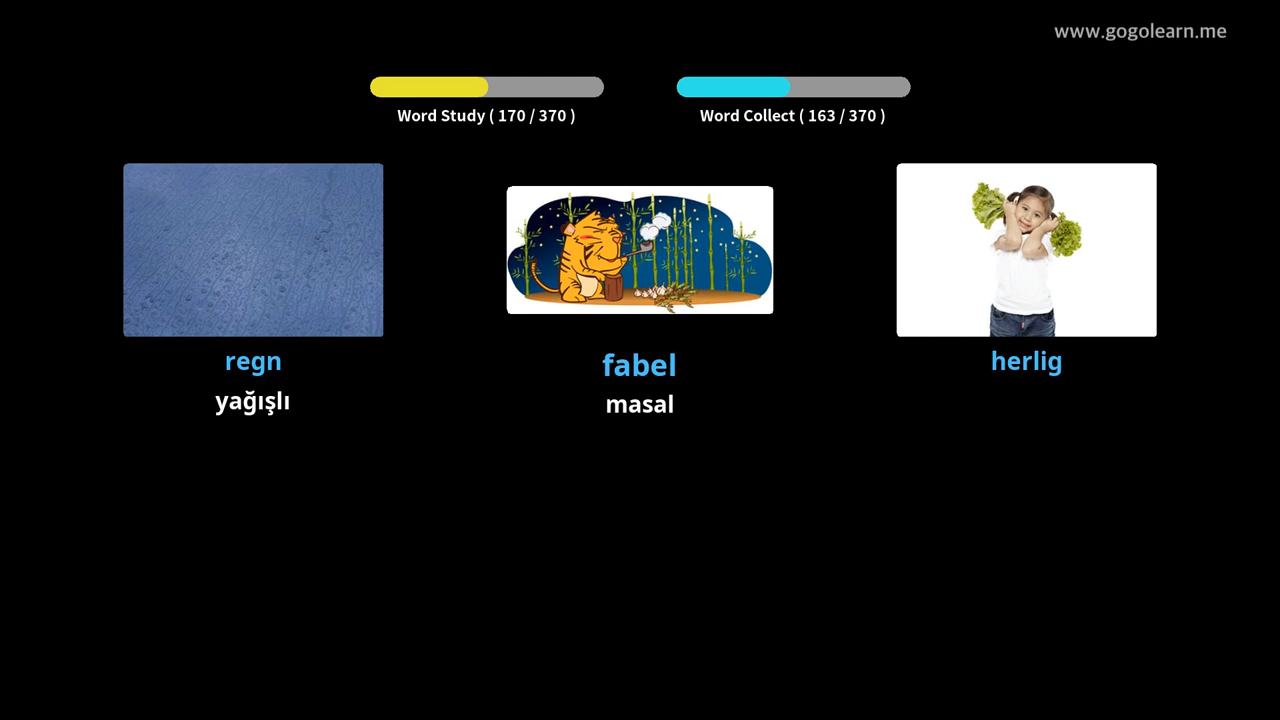 www.gogolearn.me
Word Study ( 170 / 370 )
Word Collect ( 163 / 370 )
regn
yağışlı
fabel
masal
herlig